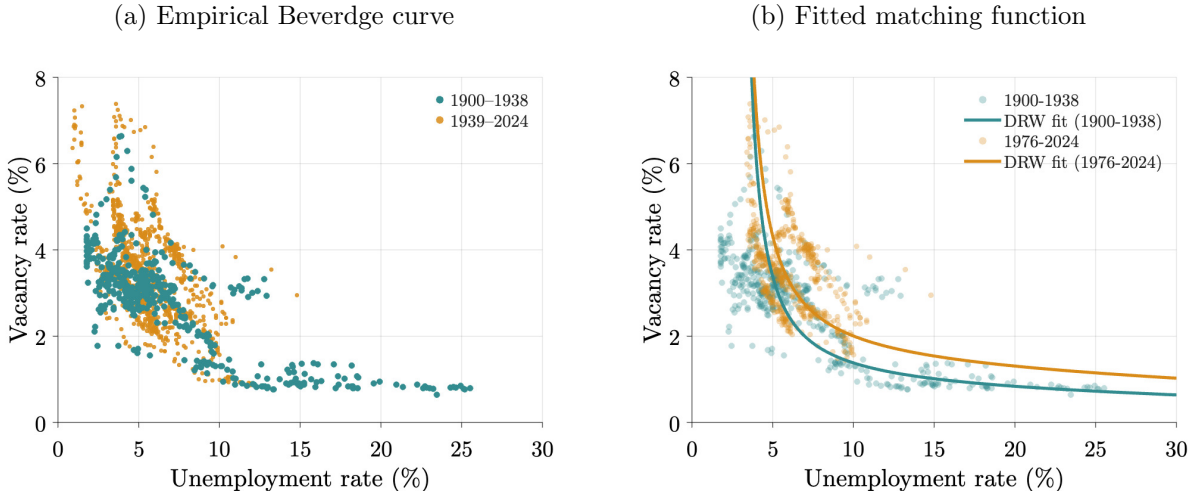 (a) Empirical Beverdge curve
8
6
4
2
0
0 5 10 15 20 25 30
Vacancy rate (%)
Unemployment rate (%)
1900–1938
1939–2024
(b) Fitted matching function
8
6
4
2
0
0 5 10 15 20 25 30
Vacancy rate (%)
Unemployment rate (%)
1900-1938
DRW fit (1900-1938)
1976-2024
DRW fit (1976-2024)